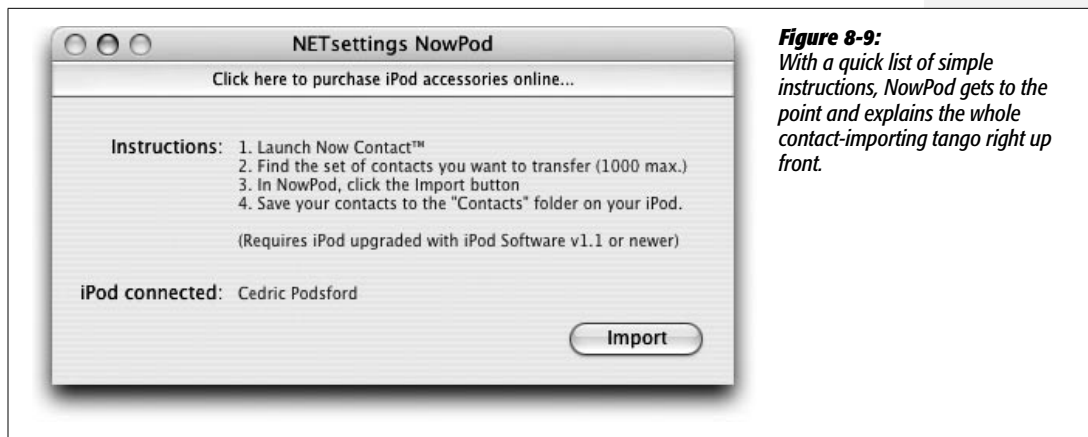 NETsettings NowPod
Click here to purchase iPod accessories online...
Instructions: 1. Launch Now Contact™
2. Find the set of contacts you want to transfer (1000 max.)
3. In NowPod, click the Import button
4. Save your contacts to the "Contacts" folder on your iPod.
(Requires iPod upgraded with iPod Software v1.1 or newer)
iPod connected: Cedric Podsford
Import
Figure 8-9:
With a quick list of simple
instructions, NowPod gets to the
point and explains the whole
contact-importing tango right up
front.